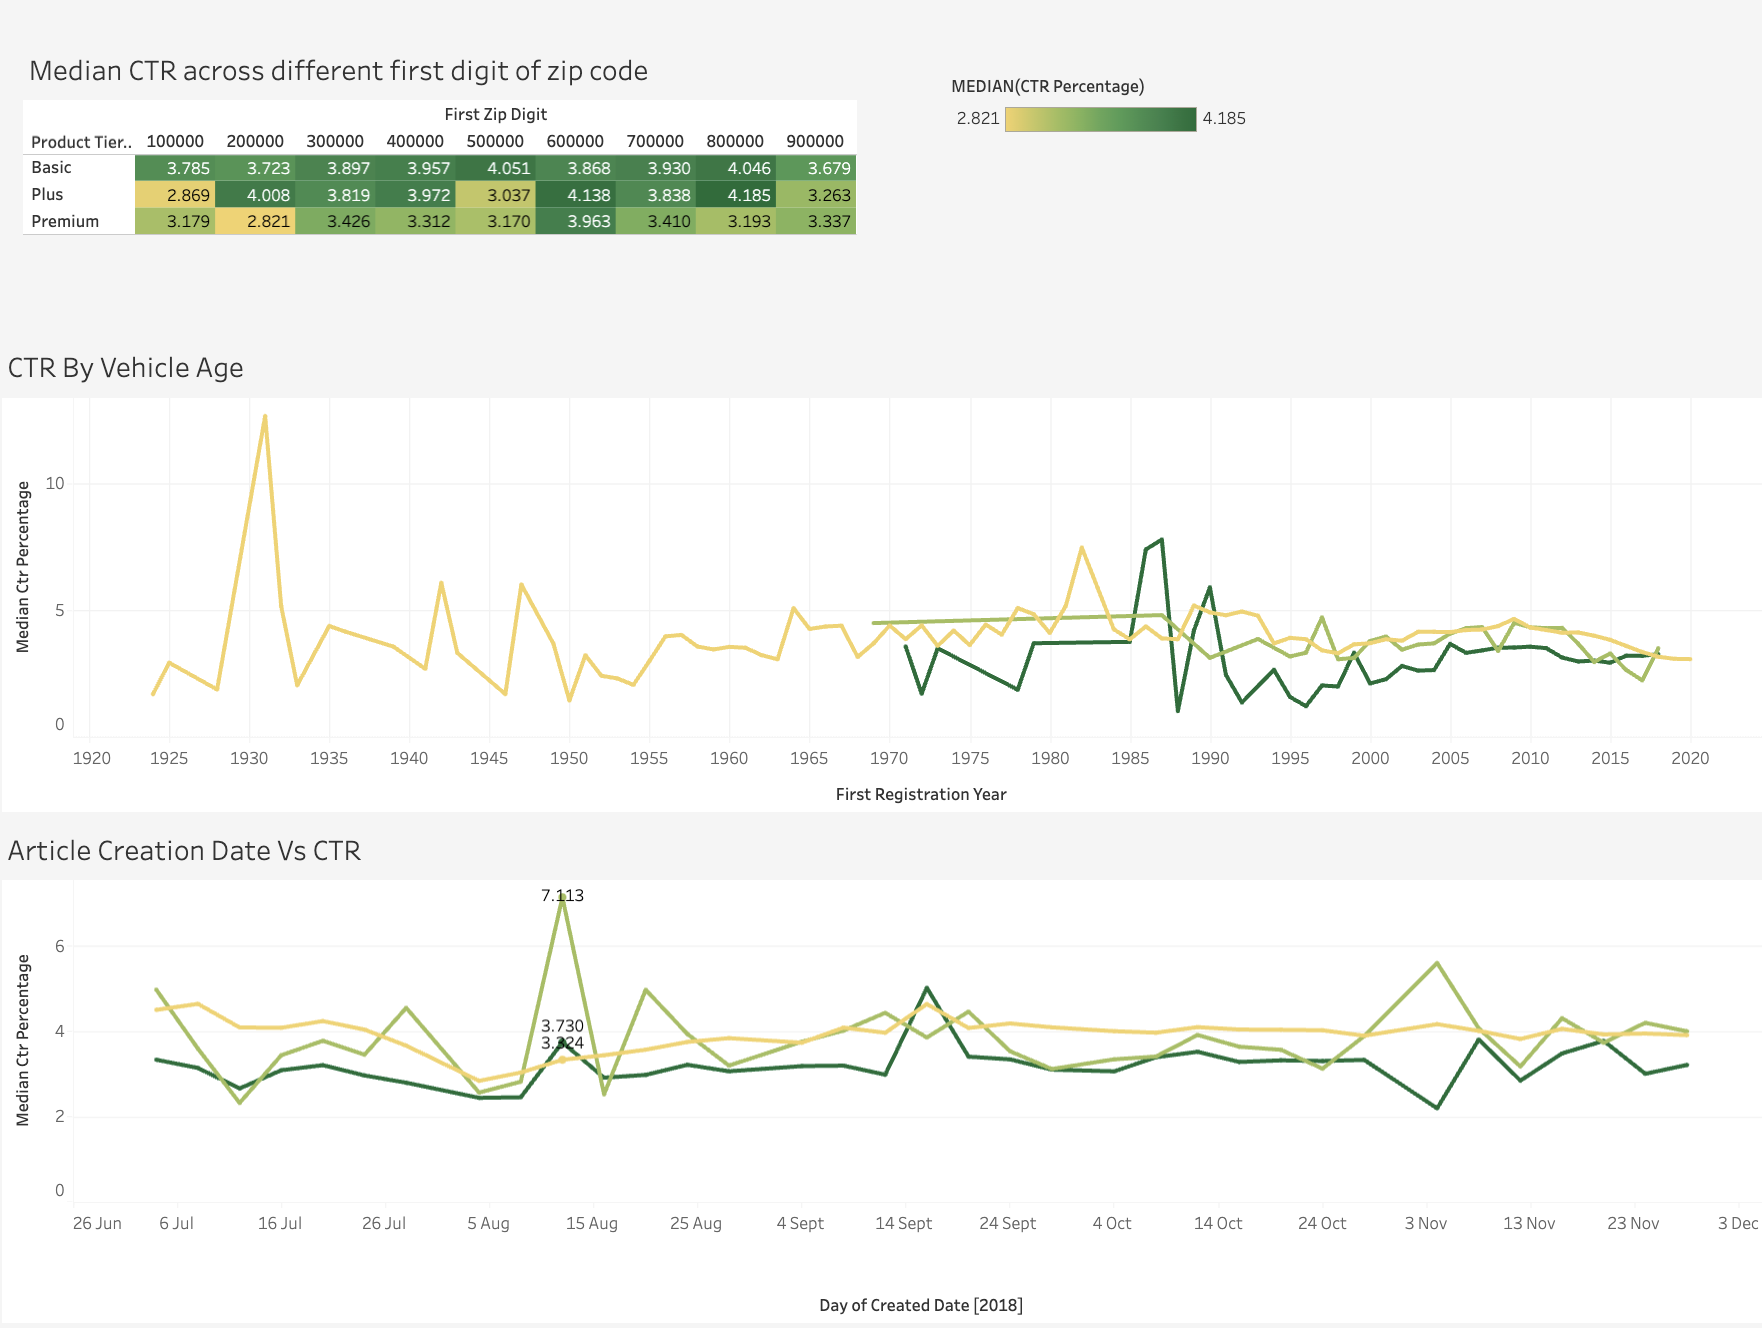 Median CTR across different first digit of zip code
MEDIAN(CTR Percentage)
2.821 4.185
First Zip Digit
Product Tier.. 100000 200000 300000 400000 500000 600000 700000 800000 900000
Basic 3.785 3.723 3.897 3.957 4.051 3.868 3.930 4.046 3.679
Plus 2.869 4.008 3.819 3.972 3.037 4.138 3.838 4.185 3.263
Premium 3.179 2.821 3.426 3.312 3.170 3.963 3.410 3.193 3.337
CTR By Vehicle Age
Median Ctr Percentage
10
5
0
1920 1925 1930 1935 1940 1945 1950 1955 1960 1965 1970 1975 1980 1985 1990 1995 2000 2005 2010 2015 2020
First Registration Year
Article Creation Date Vs CTR
Median Ctr Percentage
7.113
6
3.730
4
3.324
2
0
26 Jun 6 Jul 16 Jul 26 Jul 5 Aug 15 Aug 25 Aug 4 Sept 14 Sept 24 Sept 4 Oct 14 Oct 24 Oct 3 Nov 13 Nov 23 Nov 3 Dec
Day of Created Date [2018]